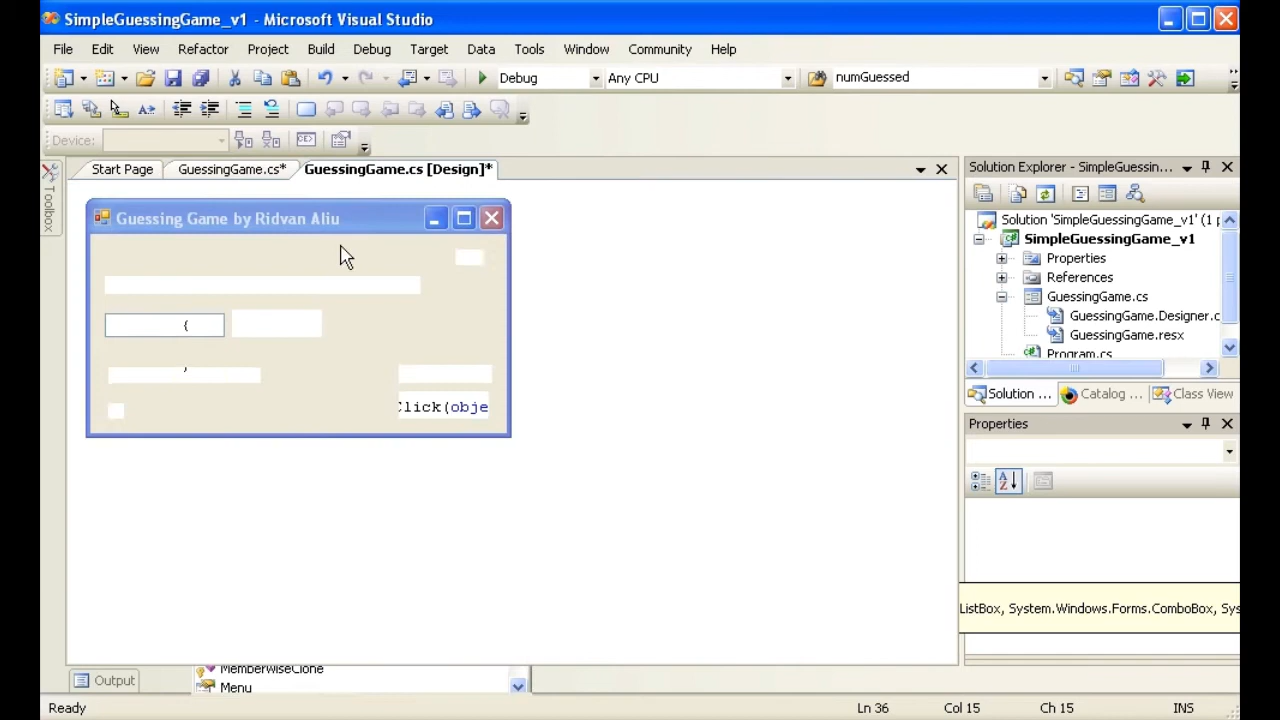 SimpleGuessingGame_v1 - Microsoft Visual Studio
File Edit View Refactor Project Build Debug Target Data Tools Window Community Help
Debug Any CPU numGuessed
Device:
Start Page GuessingGame.cs* GuessingGame.cs [Design]*
Toolbox
Guessing Game by Ridvan Aliu
{
Click(obje
Solution Explorer - SimpleGuessin...
Solution 'SimpleGuessingGame_v1' (1 p
SimpleGuessingGame_v1
Properties
References
GuessingGame.cs
GuessingGame.Designer.c
GuessingGame.resx
Program.cs
Solution ... Catalog ... Class View
Properties
ListBox, System.Windows.Forms.ComboBox, Sys
MemberwiseClone
Menu
Output
Ready Ln 36 Col 15 Ch 15 INS